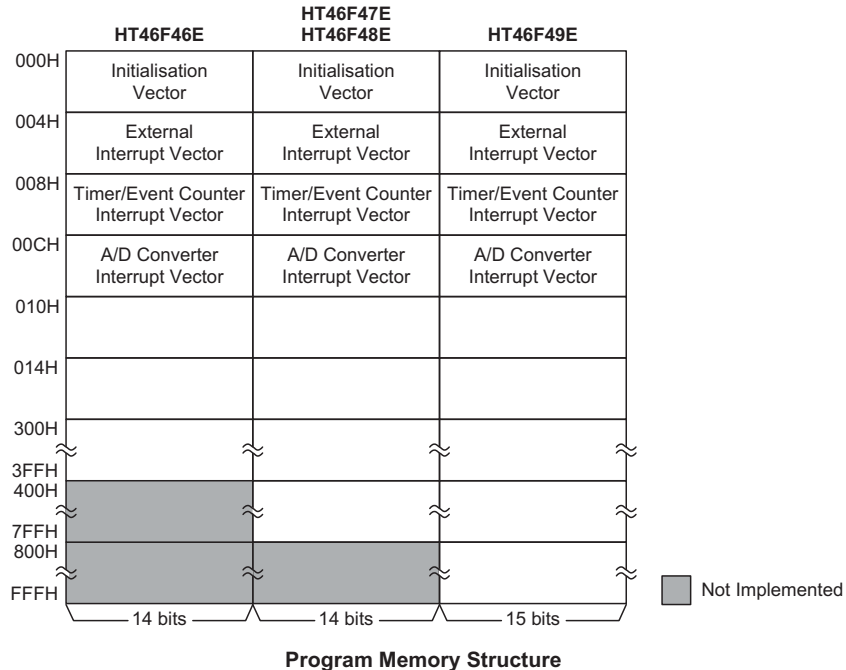 HT46F46E
HT46F47E
HT46F48E
HT46F49E
000H
Initialisation
Vector
Initialisation
Vector
Initialisation
Vector
004H
External
Interrupt Vector
External
Interrupt Vector
External
Interrupt Vector
008H
Timer/Event Counter
Interrupt Vector
Timer/Event Counter
Interrupt Vector
Timer/Event Counter
Interrupt Vector
00CH
A/D Converter
Interrupt Vector
A/D Converter
Interrupt Vector
A/D Converter
Interrupt Vector
010H
014H
300H
3FFH
400H
7FFH
800H
FFFH
Not Implemented
14 bits
14 bits
15 bits
Program Memory Structure